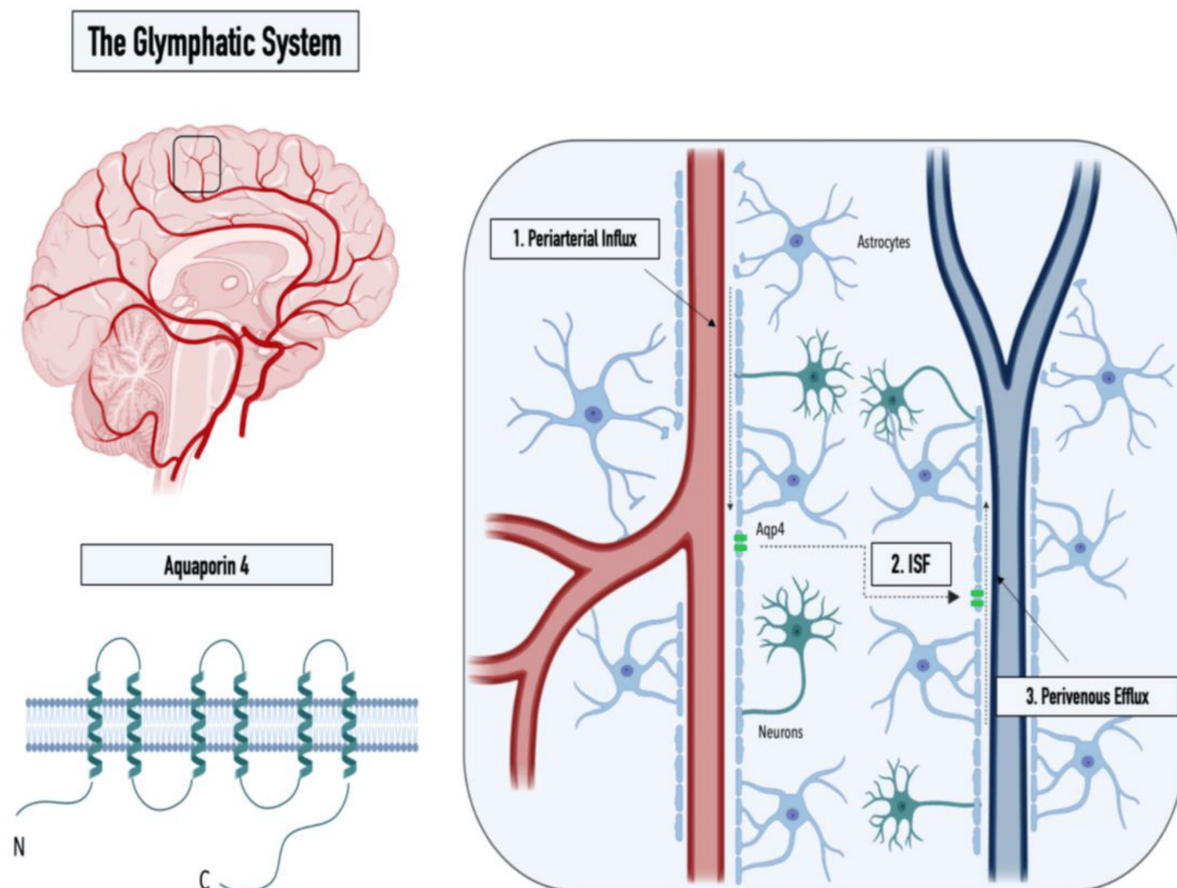 The Glymphatic System
1. Periarterial Influx
Astrocytes
Aqp4
2. ISF
3. Perivenous Efflux
Neurons
Aquaporin 4
N
C